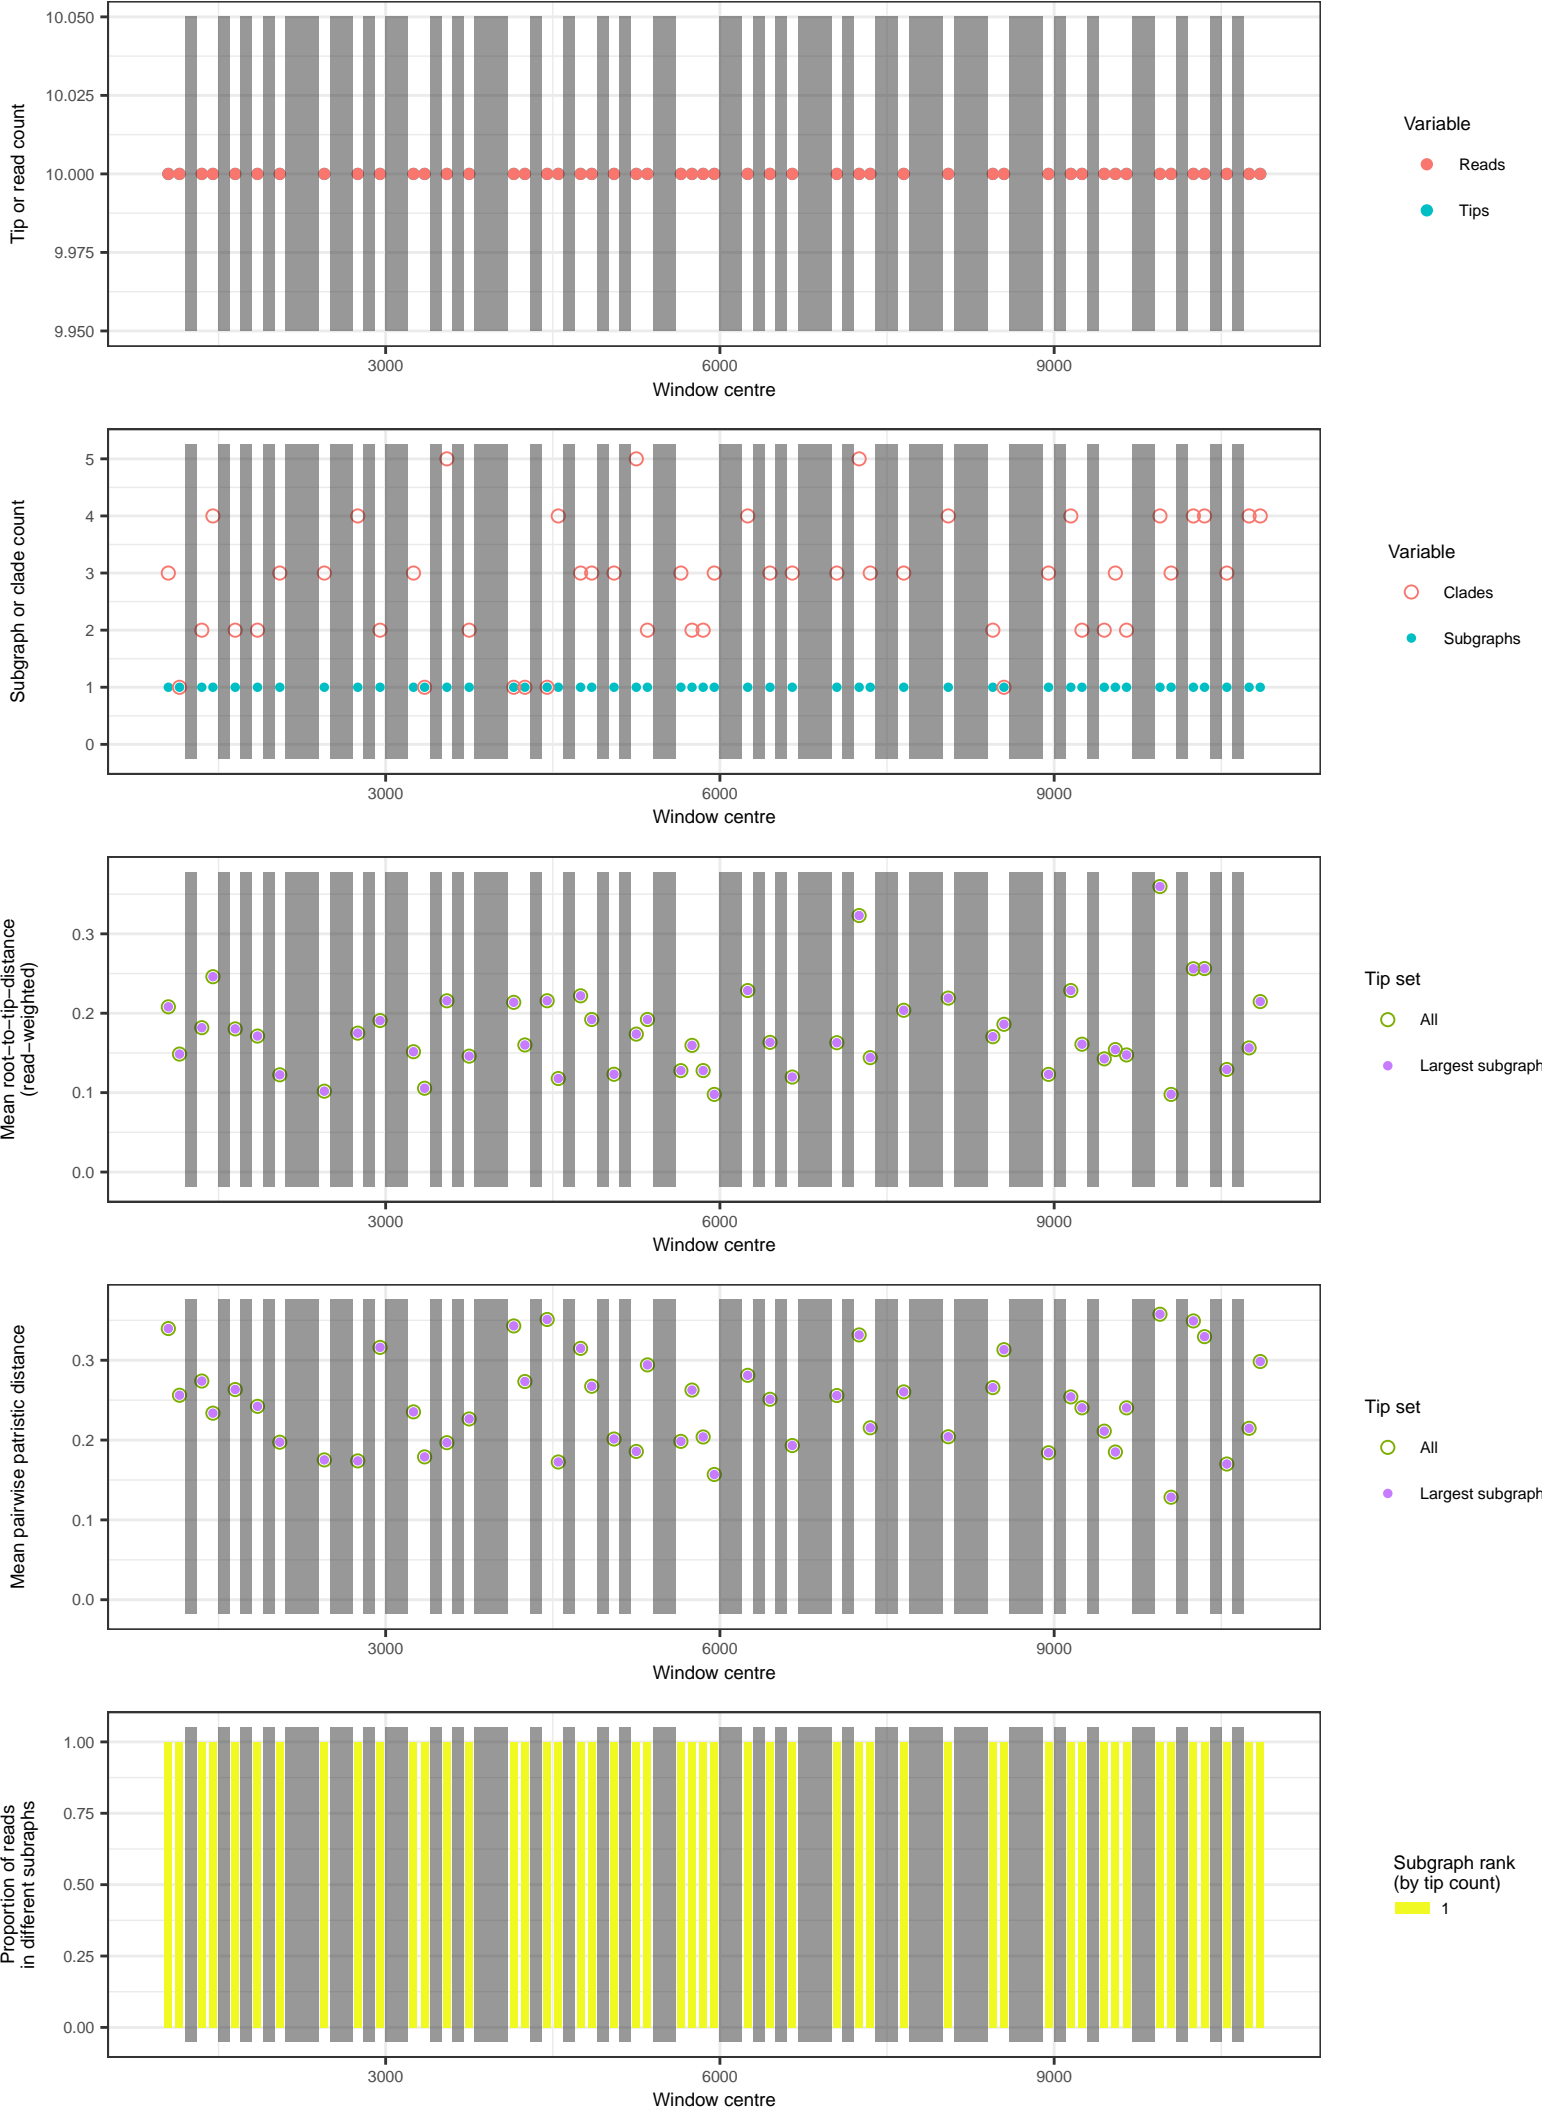 10.050
10.025
10.000
9.975
9.950
Tip or read count
3000
6000
9000
Window centre
Variable
Reads
Tips
5
4
3
2
1
0
Subgraph or clade count
3000
6000
9000
Window centre
Variable
Clades
Subgraphs
0.3
0.2
0.1
0.0
Mean root−to−tip−distance
(read−weighted)
3000
6000
9000
Window centre
Tip set
All
Largest subgraph
0.3
0.2
0.1
0.0
Mean pairwise patristic distance
3000
6000
9000
Window centre
Tip set
All
Largest subgraph
1.00
0.75
0.50
0.25
0.00
Proportion of reads
in different subraphs
3000
6000
9000
Window centre
Subgraph rank
(by tip count)
1